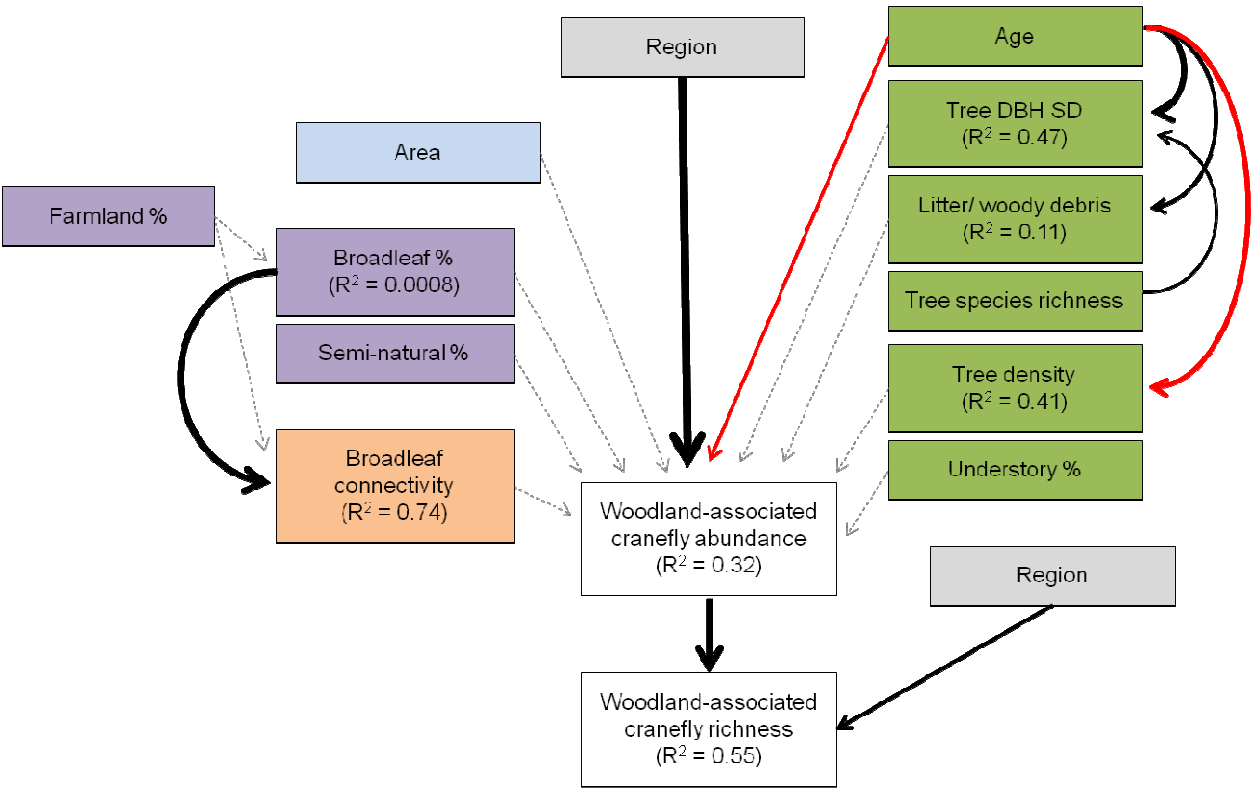 Region
Age
Tree DBH SD
(R² = 0.47)
Area
Litter/ woody debris
(R² = 0.11)
Farmland %
Broadleaf %
(R² = 0.0008)
Tree species richness
Semi-natural %
Tree density
(R² = 0.41)
Broadleaf
connectivity
(R² = 0.74)
Understory %
Woodland-associated
cranefly abundance
(R² = 0.32)
Region
Woodland-associated
cranefly richness
(R² = 0.55)